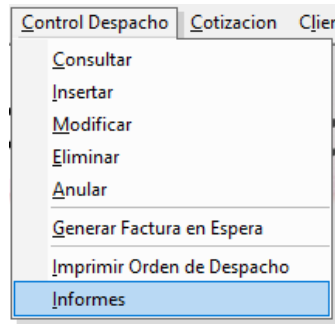 Control Despacho Cotizacion
Consultar
Insertar
Modificar
Eliminar
Anular
Generar Factura en Espera
Imprimir Orden de Despacho
Informes